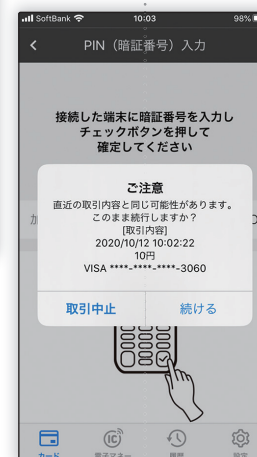 SoftBank
10:03
98%
PIN（暗証番号）入力
接続した端末に暗証番号を入力し
チェックボタンを押して
確定してください
ご注意
直近の取引内容と同じ可能性があります。
このまま続行しますか？
[取引内容]
2020/10/12 10:02:22
10円
VISA ****-****-****-3060
取引中止
続ける
カード
電子マネー
履歴
設定